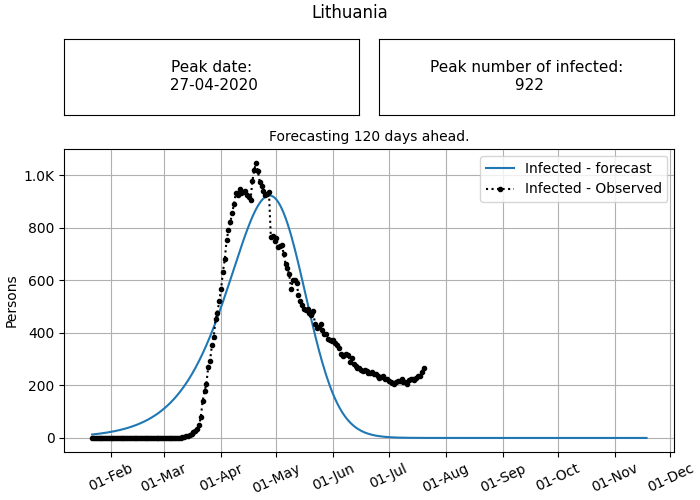 Lithuania
Peak date:
27-04-2020
Peak number of infected:
922
Forecasting 120 days ahead.
Infected - forecast
Infected - Observed
Persons
1.0K
800
600
400
200
0
01-Feb
01-Mar
01-Apr
01-May
01-Jun
01-Jul
01-Aug
01-Sep
01-Oct
01-Nov
01-Dec